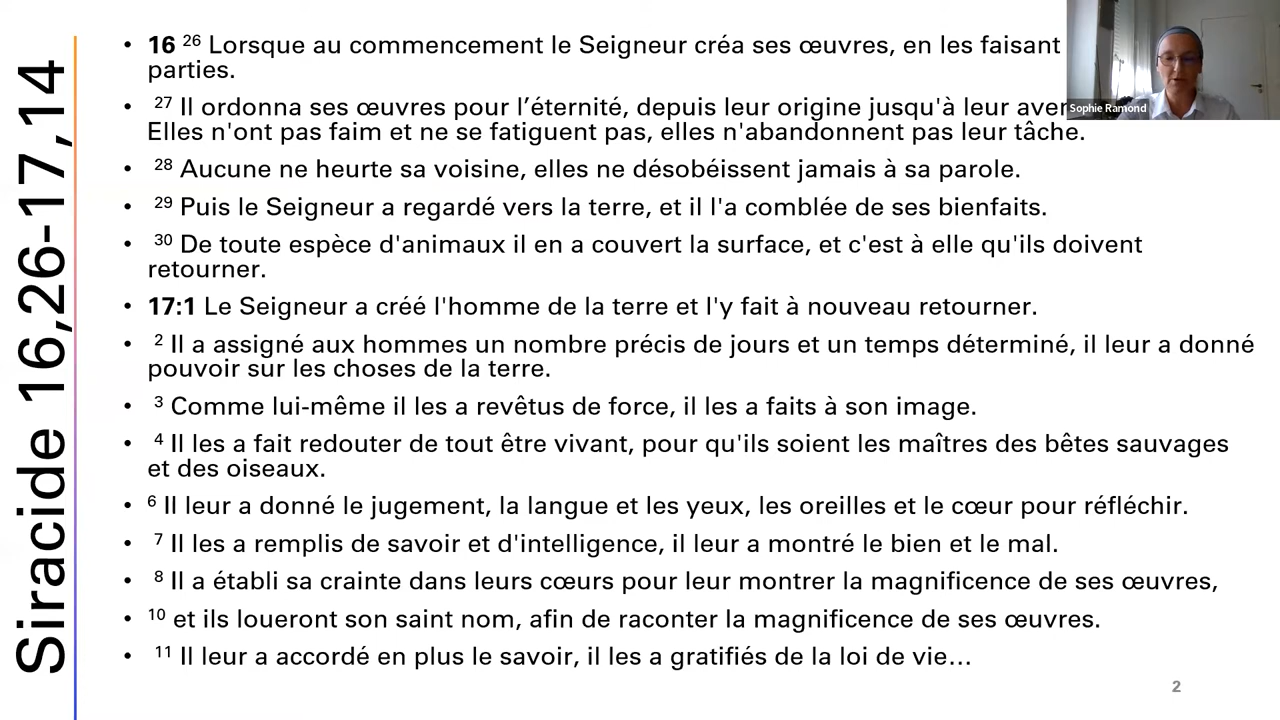 Siracide 16,26-17,14
• 16 26 Lorsque au commencement le Seigneur créa ses œuvres, en les faisant
parties.
• 27 Il ordonna ses œuvres pour l’éternité, depuis leur origine jusqu'à leur
Elles n'ont pas faim et ne se fatiguent pas, elles n'abandonnent pas leur tâche.
• 28 Aucune ne heurte sa voisine, elles ne désobéissent jamais à sa parole.
• 29 Puis le Seigneur a regardé vers la terre, et il l'a comblée de ses bienfaits.
• 30 De toute espèce d'animaux il en a couvert la surface, et c'est à elle qu'ils doivent
retourner.
• 17:1 Le Seigneur a créé l'homme de la terre et l'y fait à nouveau retourner.
• 2 Il a assigné aux hommes un nombre précis de jours et un temps déterminé, il leur a donné
pouvoir sur les choses de la terre.
• 3 Comme lui-même il les a revêtus de force, il les a faits à son image.
• 4 Il les a fait redouter de tout être vivant, pour qu'ils soient les maîtres des bêtes sauvages
et des oiseaux.
• 6 Il leur a donné le jugement, la langue et les yeux, les oreilles et le cœur pour réfléchir.
• 7 Il les a remplis de savoir et d'intelligence, il leur a montré le bien et le mal.
• 8 Il a établi sa crainte dans leurs cœurs pour leur montrer la magnificence de ses œuvres,
• 10 et ils loueront son saint nom, afin de raconter la magnificence de ses œuvres.
• 11 Il leur a accordé en plus le savoir, il les a gratifiés de la loi de vie…
2
Sophie Ramond